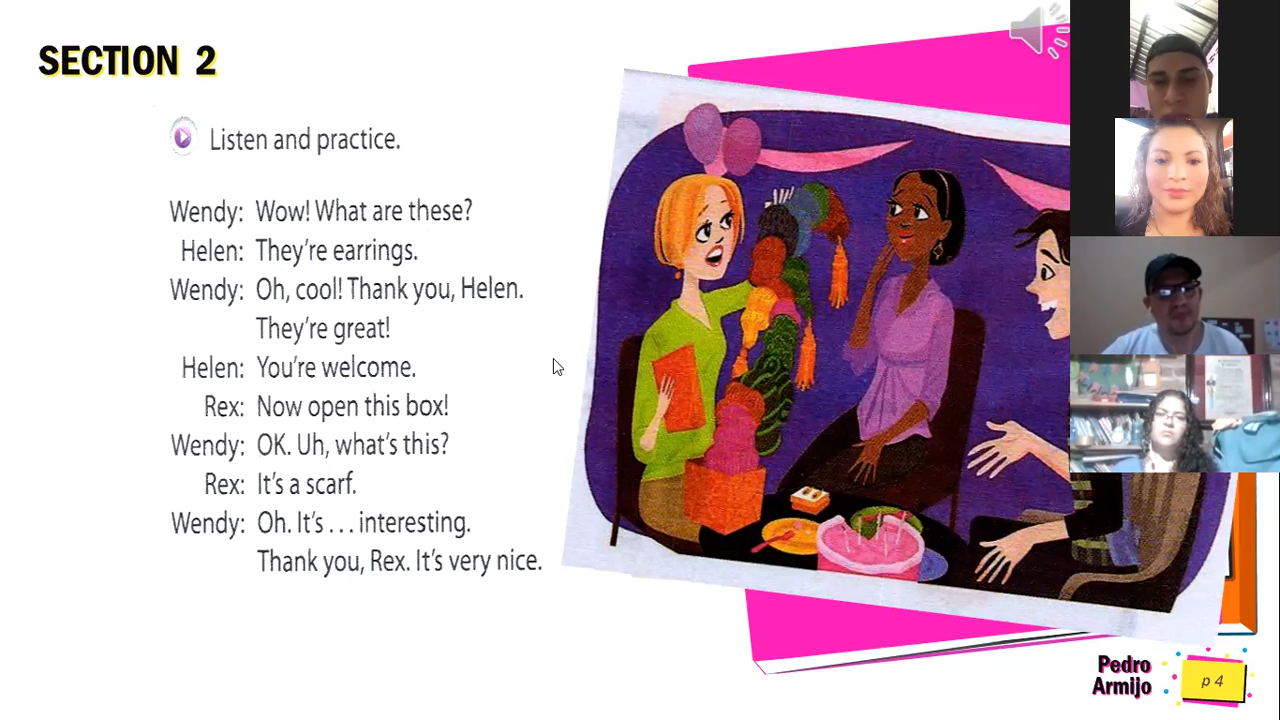 SECTION 2
Listen and practice.
Wendy: Wow! What are these?
Helen: They're earrings.
Wendy: Oh, cool! Thank you, Helen.
They're great!
Helen: You're welcome.
Rex: Now open this box!
Wendy: OK. Uh, what's this?
Rex: It's a scarf.
Wendy: Oh. It's . . . interesting.
Thank you, Rex. It's very nice.
Pedro
Armijo
p 4